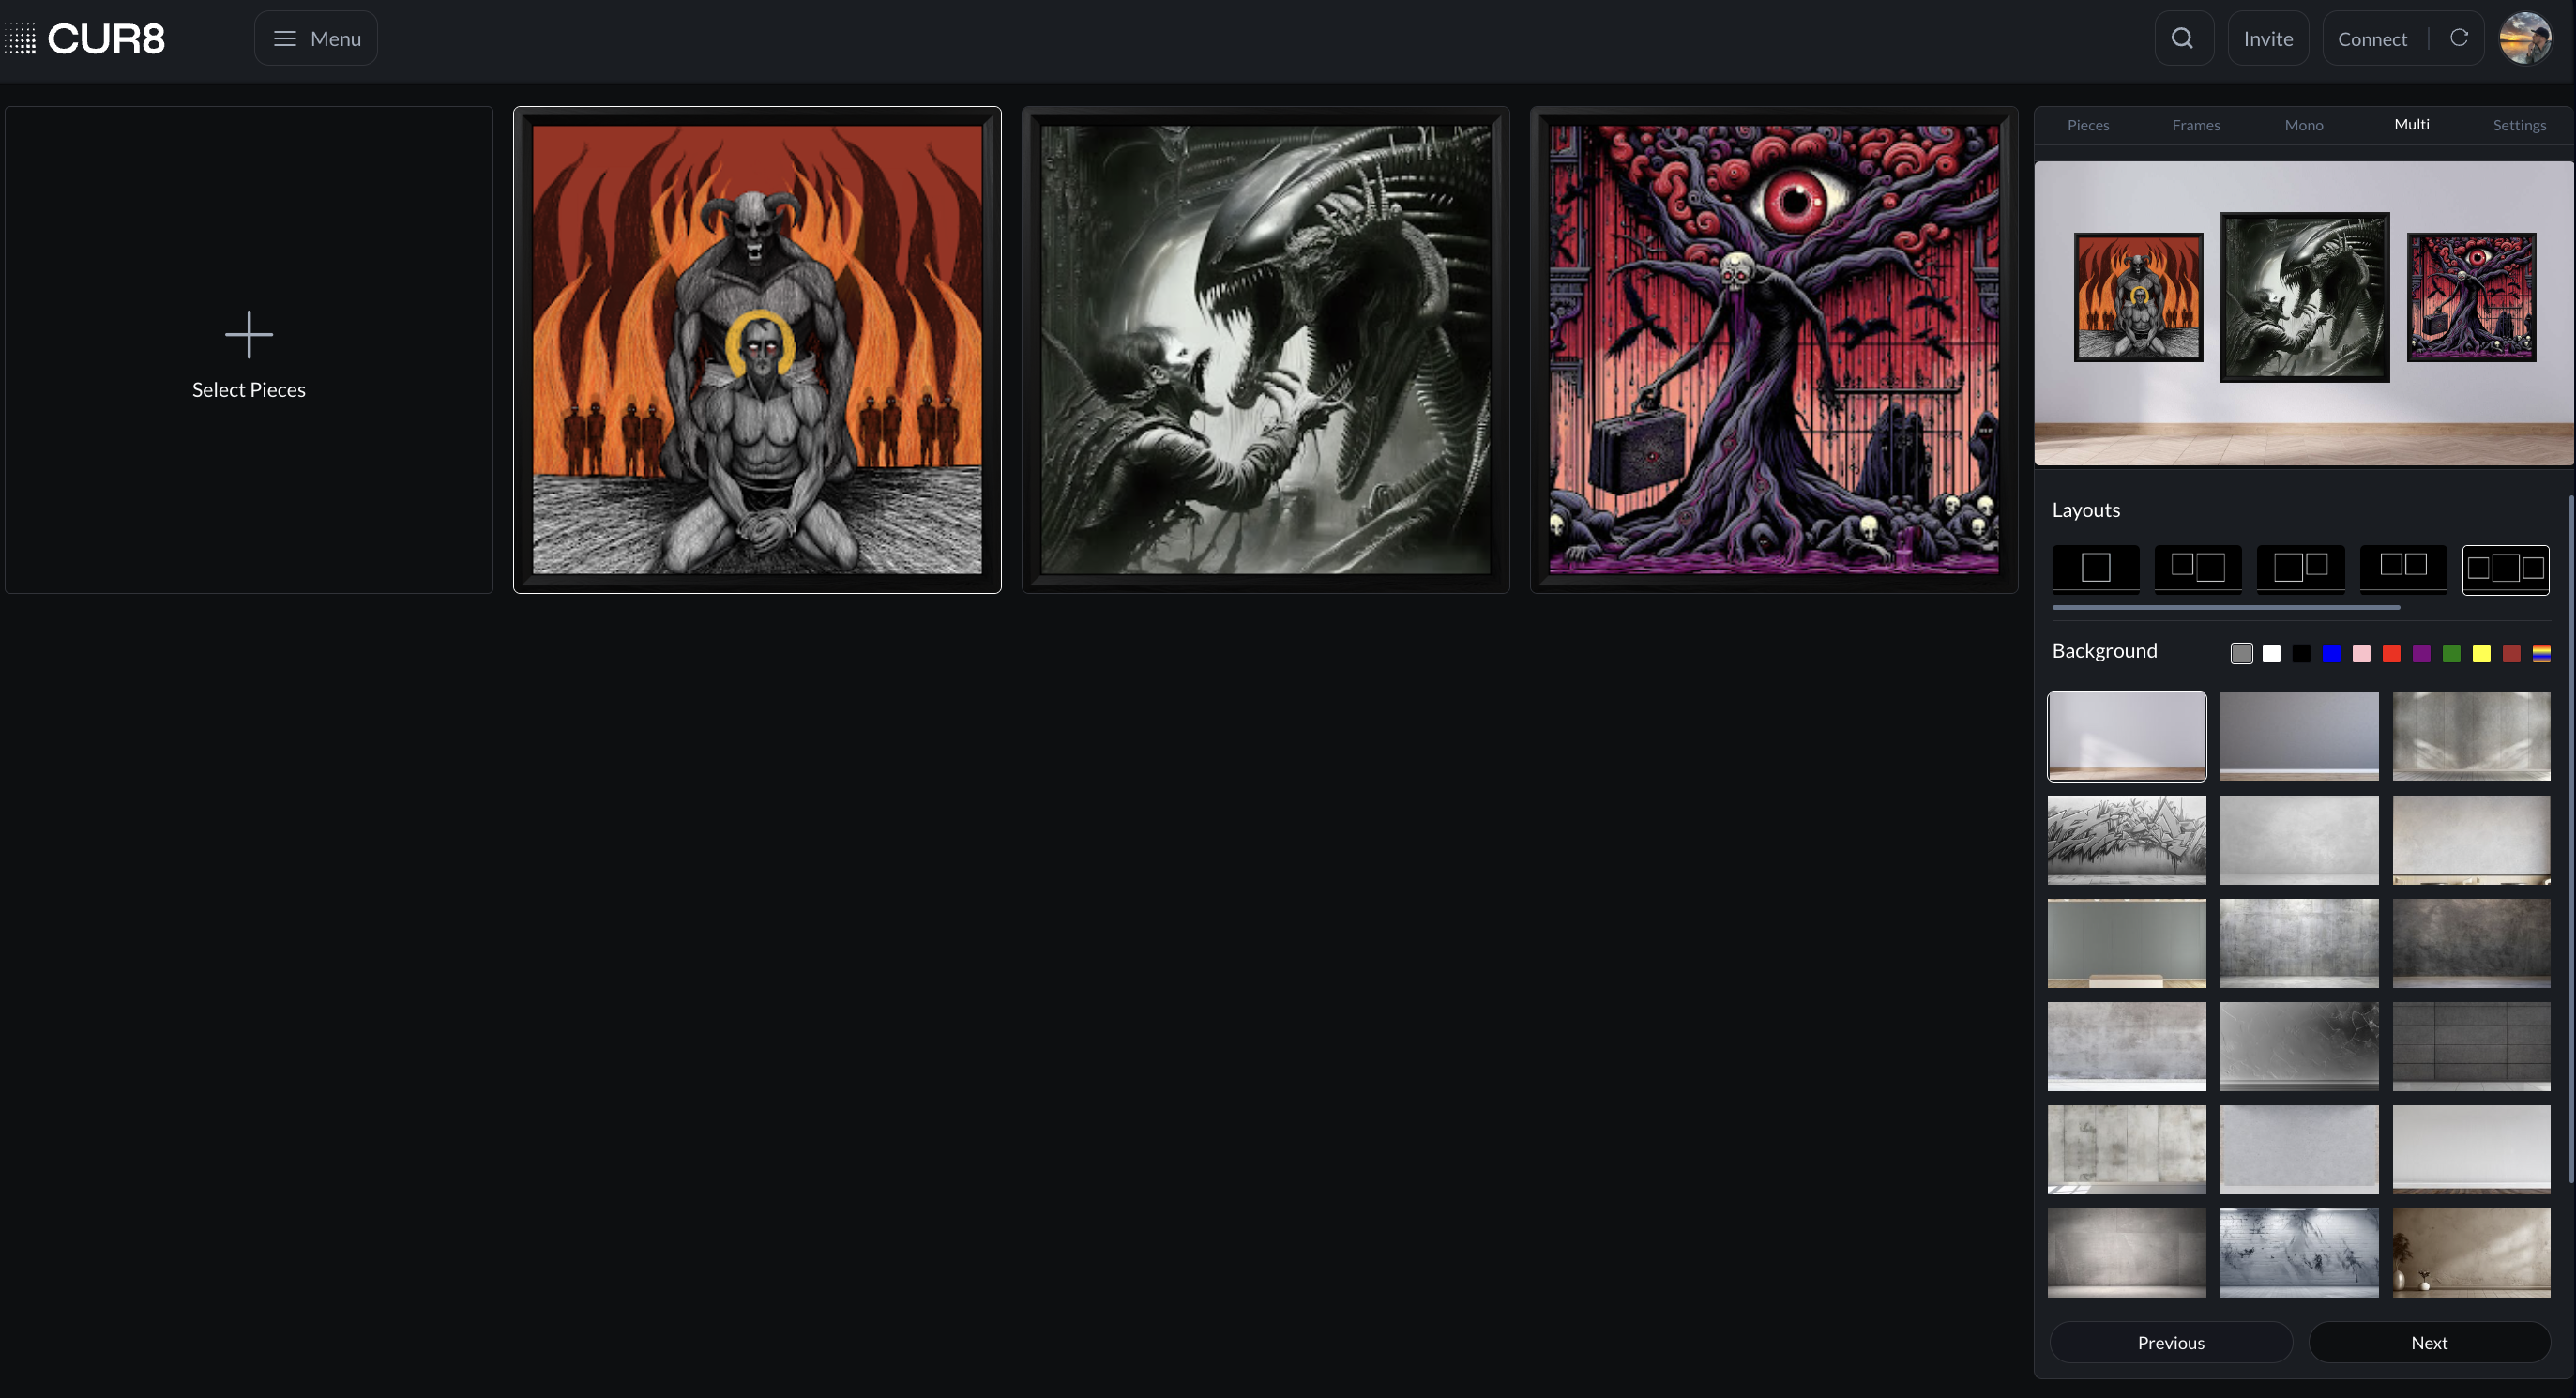 CUR8
Menu
Invite
Connect
Select Pieces
Pieces
Frames
Mono
Multi
Settings
Layouts
Background
Previous
Next